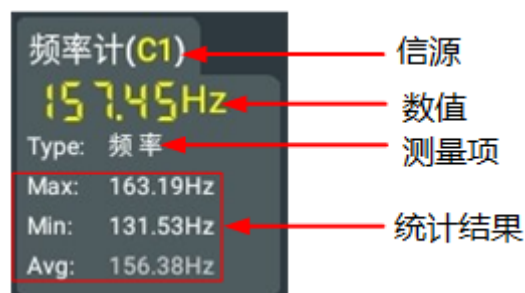 频率计(C1)
信源
157.45Hz
数值
Type: 频率
测量项
Max: 163.19Hz
Min: 131.53Hz
统计结果
Avg: 156.38Hz